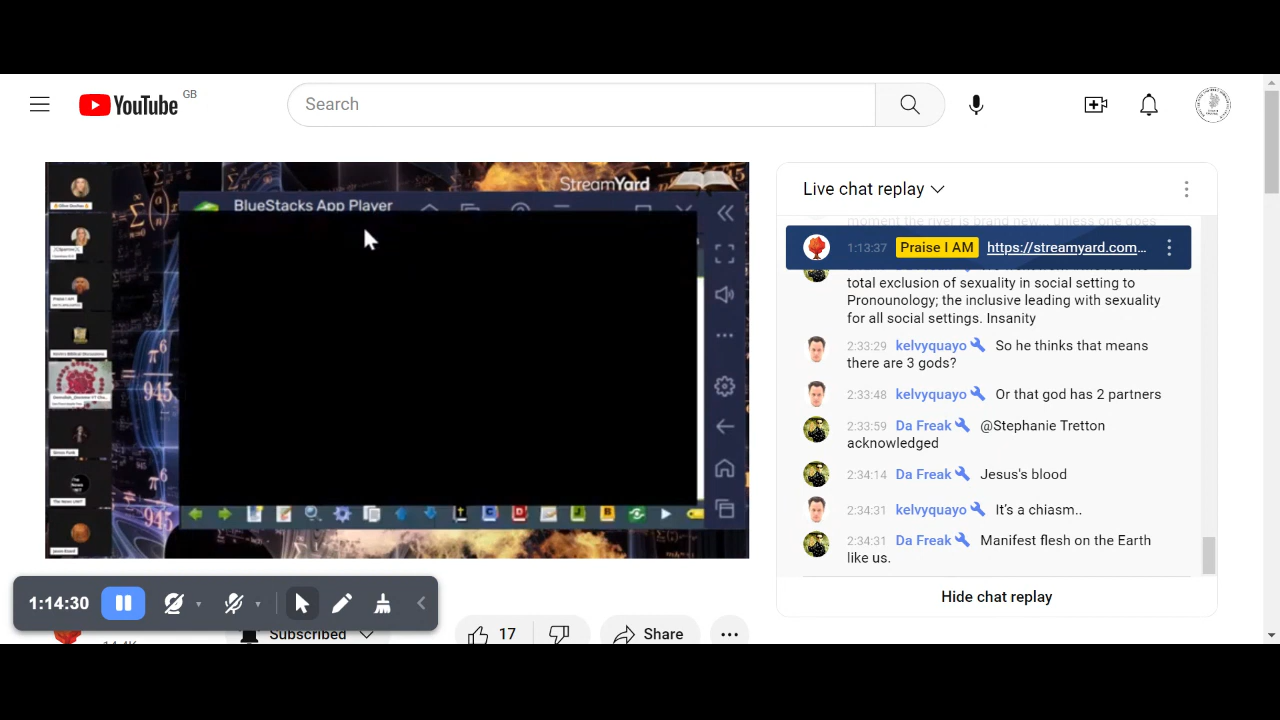 YouTube GB
Search
StreamYard
BlueStacks App Player
Live chat replay
1:13:37 Praise I AM https://streamyard.com...
total exclusion of sexuality in social setting to
Pronounology; the inclusive leading with sexuality
for all social settings. Insanity
2:33:29 kelvyquayo So he thinks that means
there are 3 gods?
2:33:48 kelvyquayo Or that god has 2 partners
2:33:59 Da Freak @Stephanie Tretton
acknowledged
2:34:14 Da Freak Jesus's blood
2:34:31 kelvyquayo It's a chiasm..
2:34:31 Da Freak Manifest flesh on the Earth
like us.
Hide chat replay
1:14:30
Subscribed
17
Share